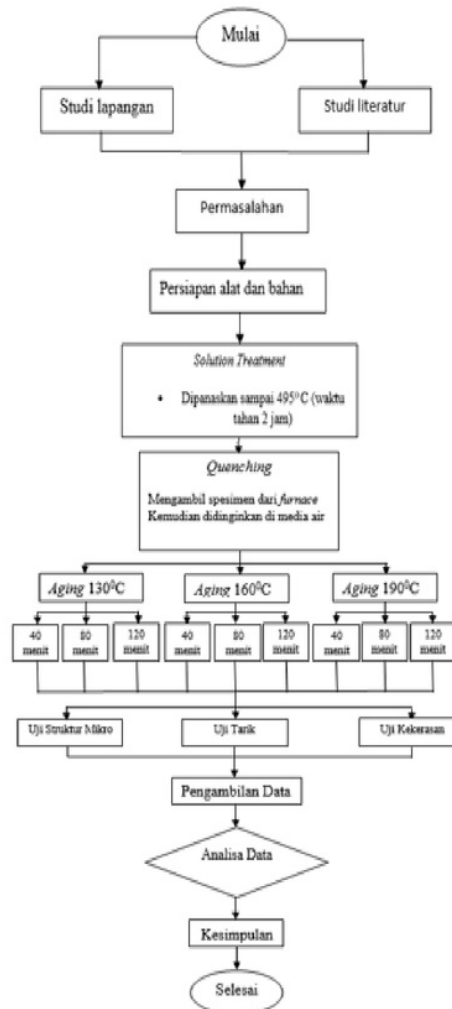 Mulai
Studi lapangan
Studi literatur
Permasalahan
Persiapan alat dan bahan
Solution Treatment
• Dipanaskan sampai 495°C (waktu
tahan 2 jam)
Quenching
Mengambil spesimen dari furnace
Kemudian didinginkan di media air
Aging 130⁰C
Aging 160⁰C
Aging 190⁰C
40 menit
80 menit
120 menit
40 menit
80 menit
120 menit
40 menit
80 menit
120 menit
Uji Struktur Mikro
Uji Tarik
Uji Kekerasan
Pengambilan Data
Analisa Data
Kesimpulan
Selesai